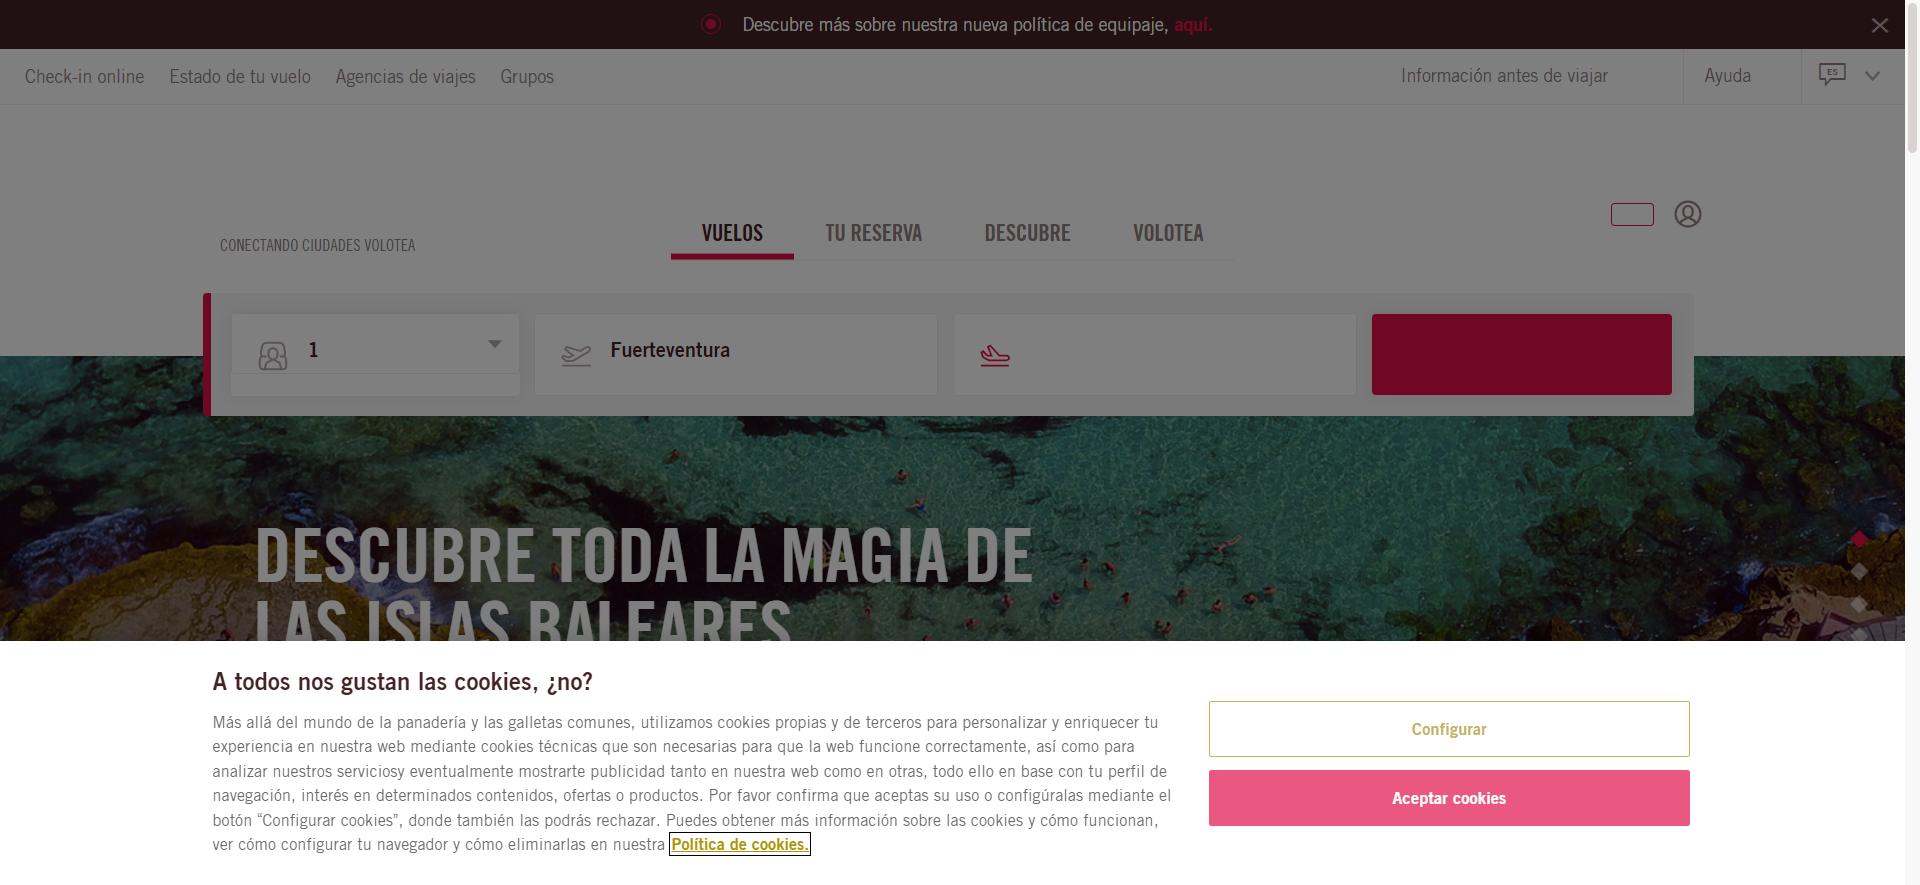 Descubre más sobre nuestra nueva política de equipaje, aquí.
Check-in online Estado de tu vuelo Agencias de viajes Grupos Información antes de viajar Ayuda ES
CONECTANDO CIUDADES VOLOTEA
VUELOS TU RESERVA DESCUBRE VOLOTEA
1 Fuerteventura
DESCUBRE TODA LA MAGIA DE
LAS ISLAS BALEARES
A todos nos gustan las cookies, ¿no?
Más allá del mundo de la panadería y las galletas comunes, utilizamos cookies propias y de terceros para personalizar y enriquecer tu
experiencia en nuestra web mediante cookies técnicas que son necesarias para que la web funcione correctamente, así como para
analizar nuestros serviciosy eventualmente mostrarte publicidad tanto en nuestra web como en otras, todo ello en base con tu perfil de
navegación, interés en determinados contenidos, ofertas o productos. Por favor confirma que aceptas su uso o configúralas mediante el
botón “Configurar cookies”, donde también las podrás rechazar. Puedes obtener más información sobre las cookies y cómo funcionan,
ver cómo configurar tu navegador y cómo eliminarlas en nuestra Política de cookies.
Configurar
Aceptar cookies